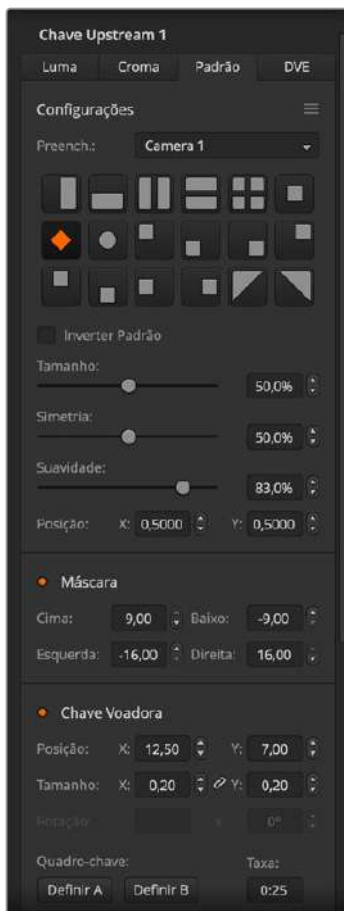 Chave Upstream 1
Luma Croma Padrão DVE
Configurações
Preench.: Camera 1
Inverter Padrão
Tamanho:
50,0%
Simetria:
50,0%
Suavidade:
83,0%
Posição: X: 0,5000 Y: 0,5000
Máscara
Cima: 9,00 Baixo: -9,00
Esquerda: -16,00 Direita: 16,00
Chave Voadora
Posição: X: 12,50 Y: 7,00
Tamanho: X: 0,20 Y: 0,20
Rotação: x 0°
Quadro-chave: Taxa:
Definir A Definir B 0:25